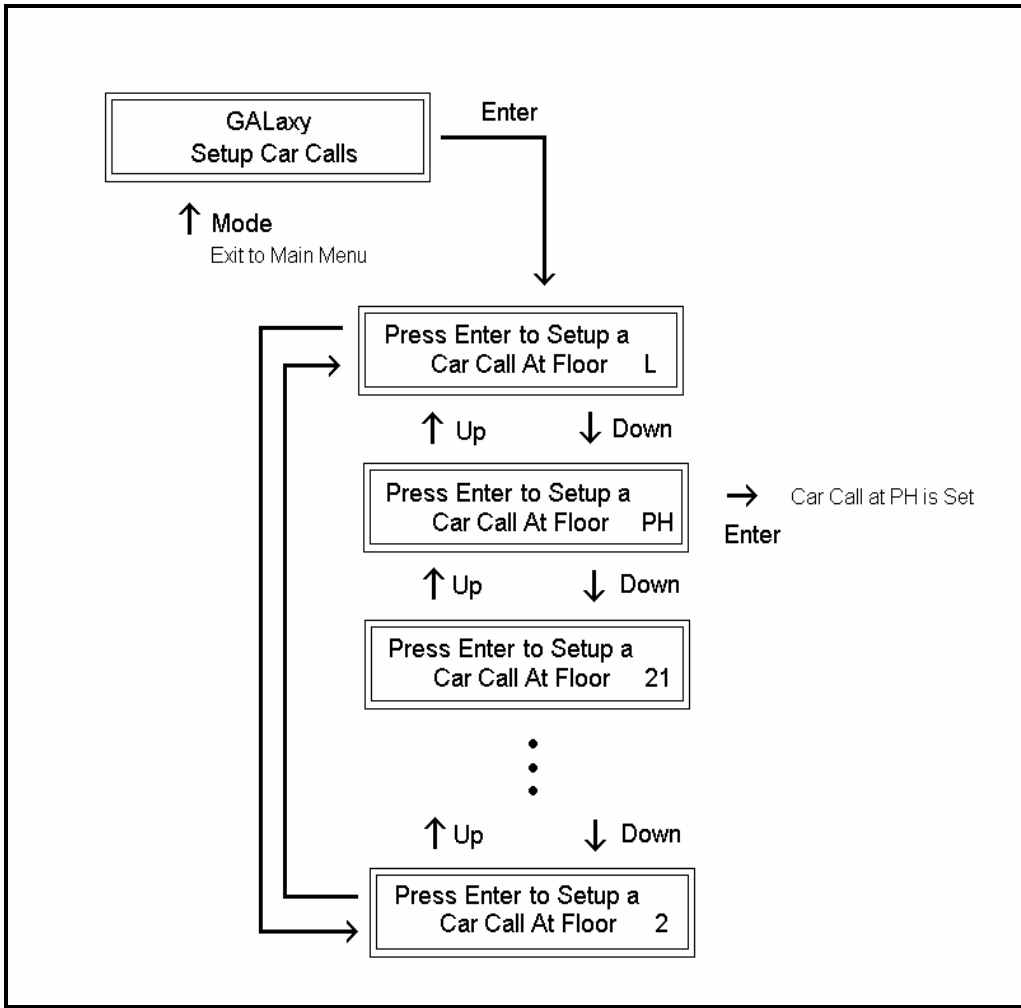 GALaxy
Setup Car Calls
Enter
↑ Mode
Exit to Main Menu
Press Enter to Setup a
Car Call At Floor L
↑ Up ↓ Down
Press Enter to Setup a
Car Call At Floor PH
→ Car Call at PH is Set
Enter
↑ Up ↓ Down
Press Enter to Setup a
Car Call At Floor 21
↑ Up ↓ Down
Press Enter to Setup a
Car Call At Floor 2